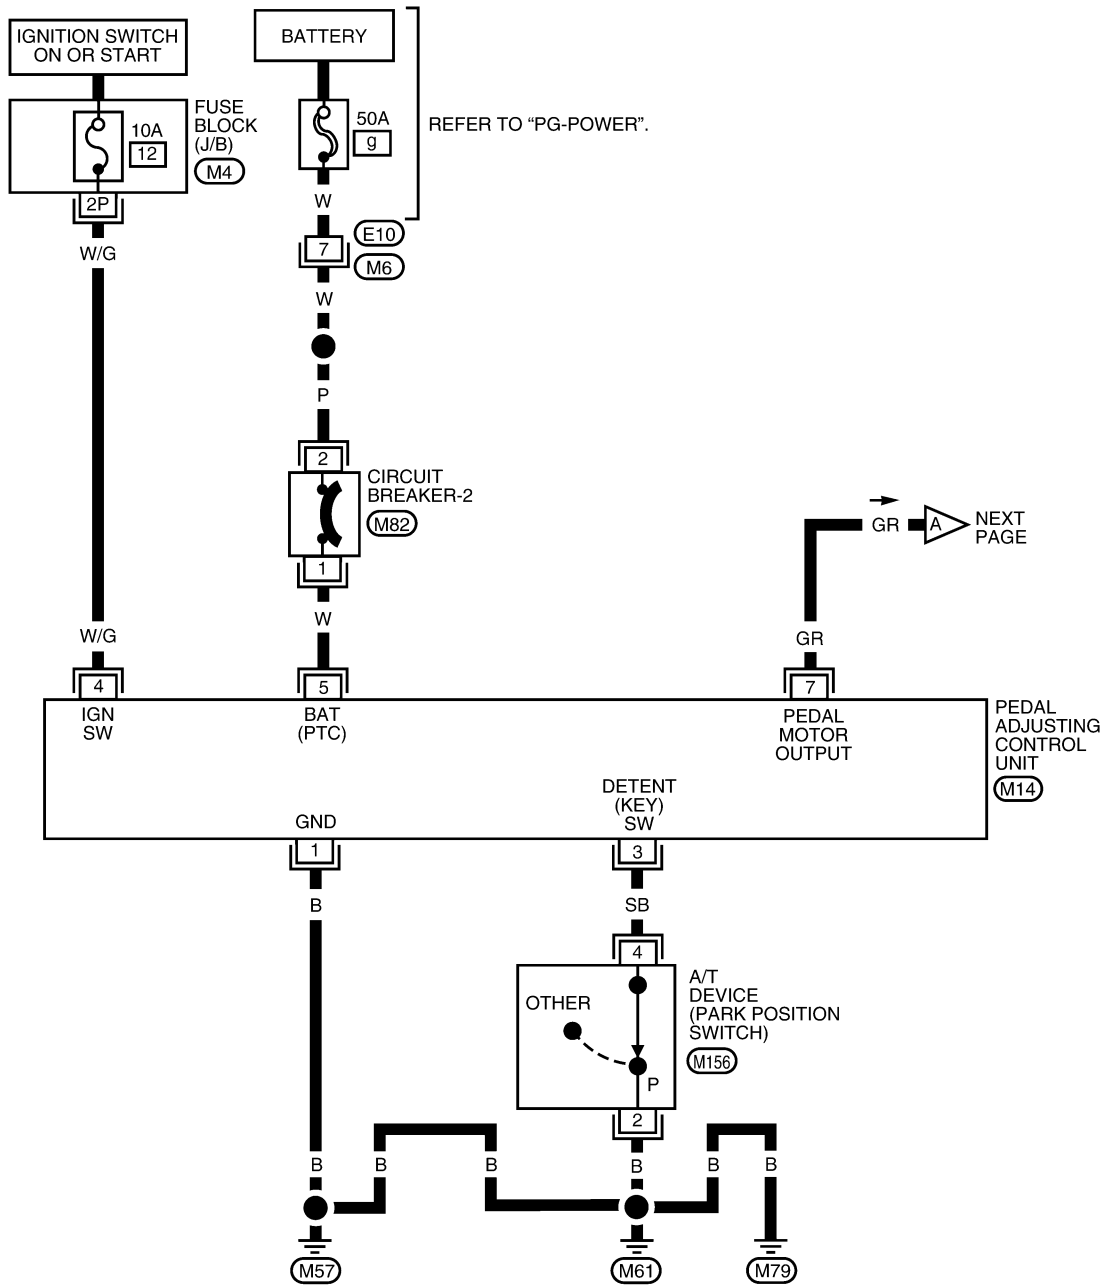 IGNITION SWITCH
ON OR START
BATTERY
FUSE
BLOCK
(J/B)
M4
10A
12
50A
g
REFER TO “PG-POWER”.
2P
W
E10
7
M6
W/G
W
P
2
CIRCUIT
BREAKER-2
M82
GR
A
NEXT
PAGE
1
W
W/G
GR
4
5
7
IGN
SW
BAT
(PTC)
PEDAL
MOTOR
OUTPUT
PEDAL
ADJUSTING
CONTROL
UNIT
M14
DETENT
(KEY)
SW
GND
1
3
B
SB
4
A/T
DEVICE
(PARK POSITION
SWITCH)
M156
OTHER
P
2
B
B
B
B
B
B
M57
M61
M79